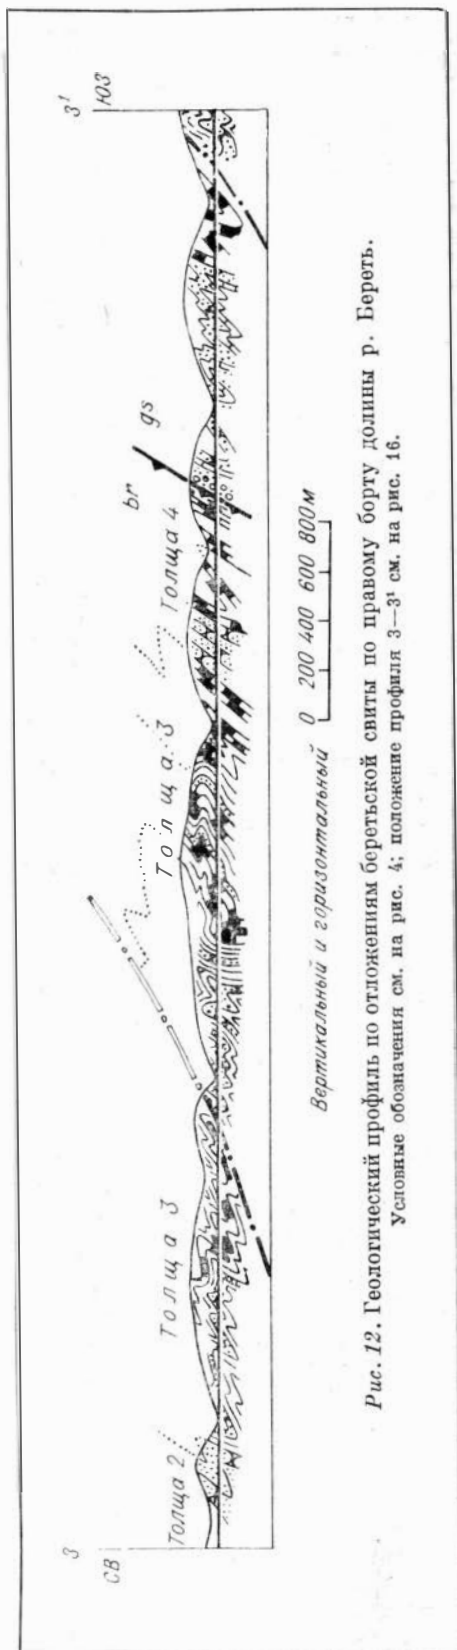 3 3¹
СВ ЮЗ
Толща 2 Толща 3 Толща 3 Толща 4 br gs
Вертикальный и горизонтальный 0 200 400 600 800м
Рис. 12. Геологический профиль по отложениям беретьской свиты по правому борту долины р. Береть.
Условные обозначения см. на рис. 4; положение профиля 3—3¹ см. на рис. 16.